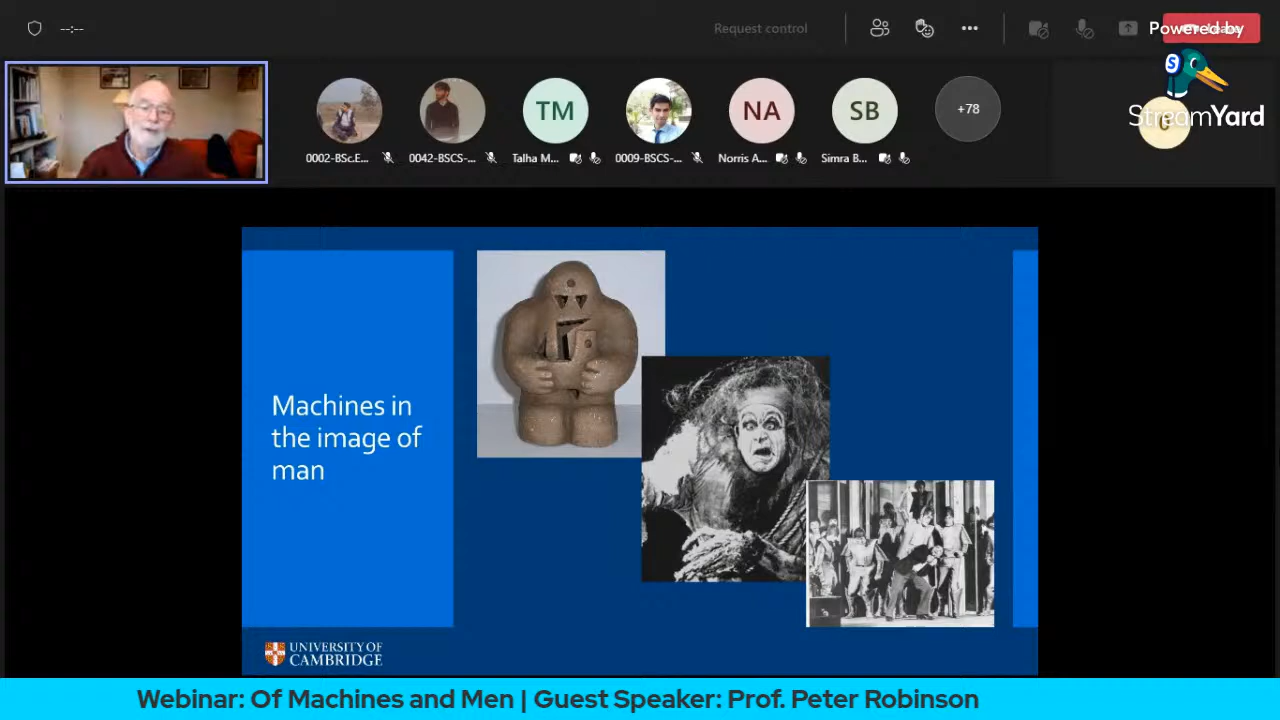 --:--
Request control
Powered by
S
StreamYard
TM
NA
SB
+78
0002-BSc.E...
0042-BSCS-...
Talha M...
0009-BSCS-...
Norris A...
Simra B...
Machines in
the image of
man
UNIVERSITY OF
CAMBRIDGE
Webinar: Of Machines and Men | Guest Speaker: Prof. Peter Robinson